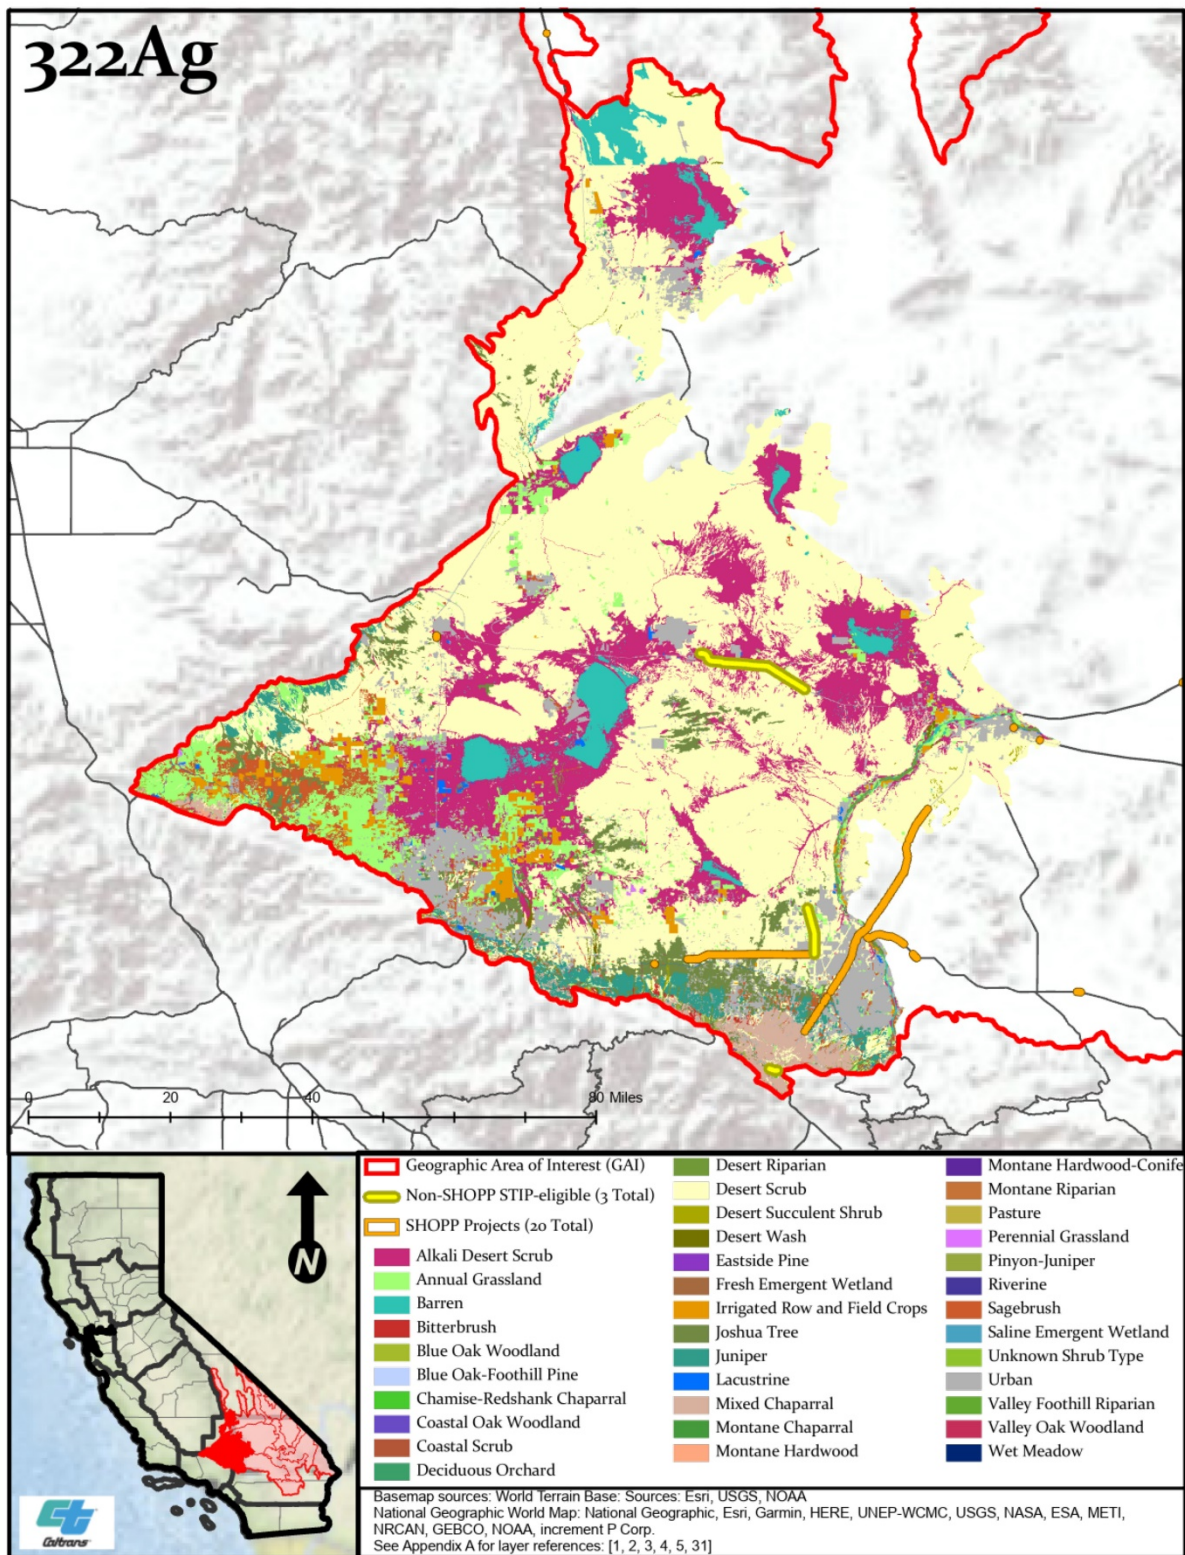 322Ag
0 20 40 80 Miles
Geographic Area of Interest (GAI)
Non-SHOPP STIP-eligible (3 Total)
SHOPP Projects (20 Total)
Alkali Desert Scrub
Annual Grassland
Barren
Bitterbrush
Blue Oak Woodland
Blue Oak-Foothill Pine
Chamise-Redshank Chaparral
Coastal Oak Woodland
Coastal Scrub
Deciduous Orchard
Desert Riparian
Desert Scrub
Desert Succulent Shrub
Desert Wash
Eastside Pine
Fresh Emergent Wetland
Irrigated Row and Field Crops
Joshua Tree
Juniper
Lacustrine
Mixed Chaparral
Montane Chaparral
Montane Hardwood
Montane Hardwood-Conife
Montane Riparian
Pasture
Perennial Grassland
Pinyon-Juniper
Riverine
Sagebrush
Saline Emergent Wetland
Unknown Shrub Type
Urban
Valley Foothill Riparian
Valley Oak Woodland
Wet Meadow
N
Caltrans
Basemap sources: World Terrain Base: Sources: Esri, USGS, NOAA
National Geographic World Map: National Geographic, Esri, Garmin, HERE, UNEP-WCMC, USGS, NASA, ESA, METI,
NRCAN, GEBCO, NOAA, increment P Corp.
See Appendix A for layer references: [1, 2, 3, 4, 5, 31]